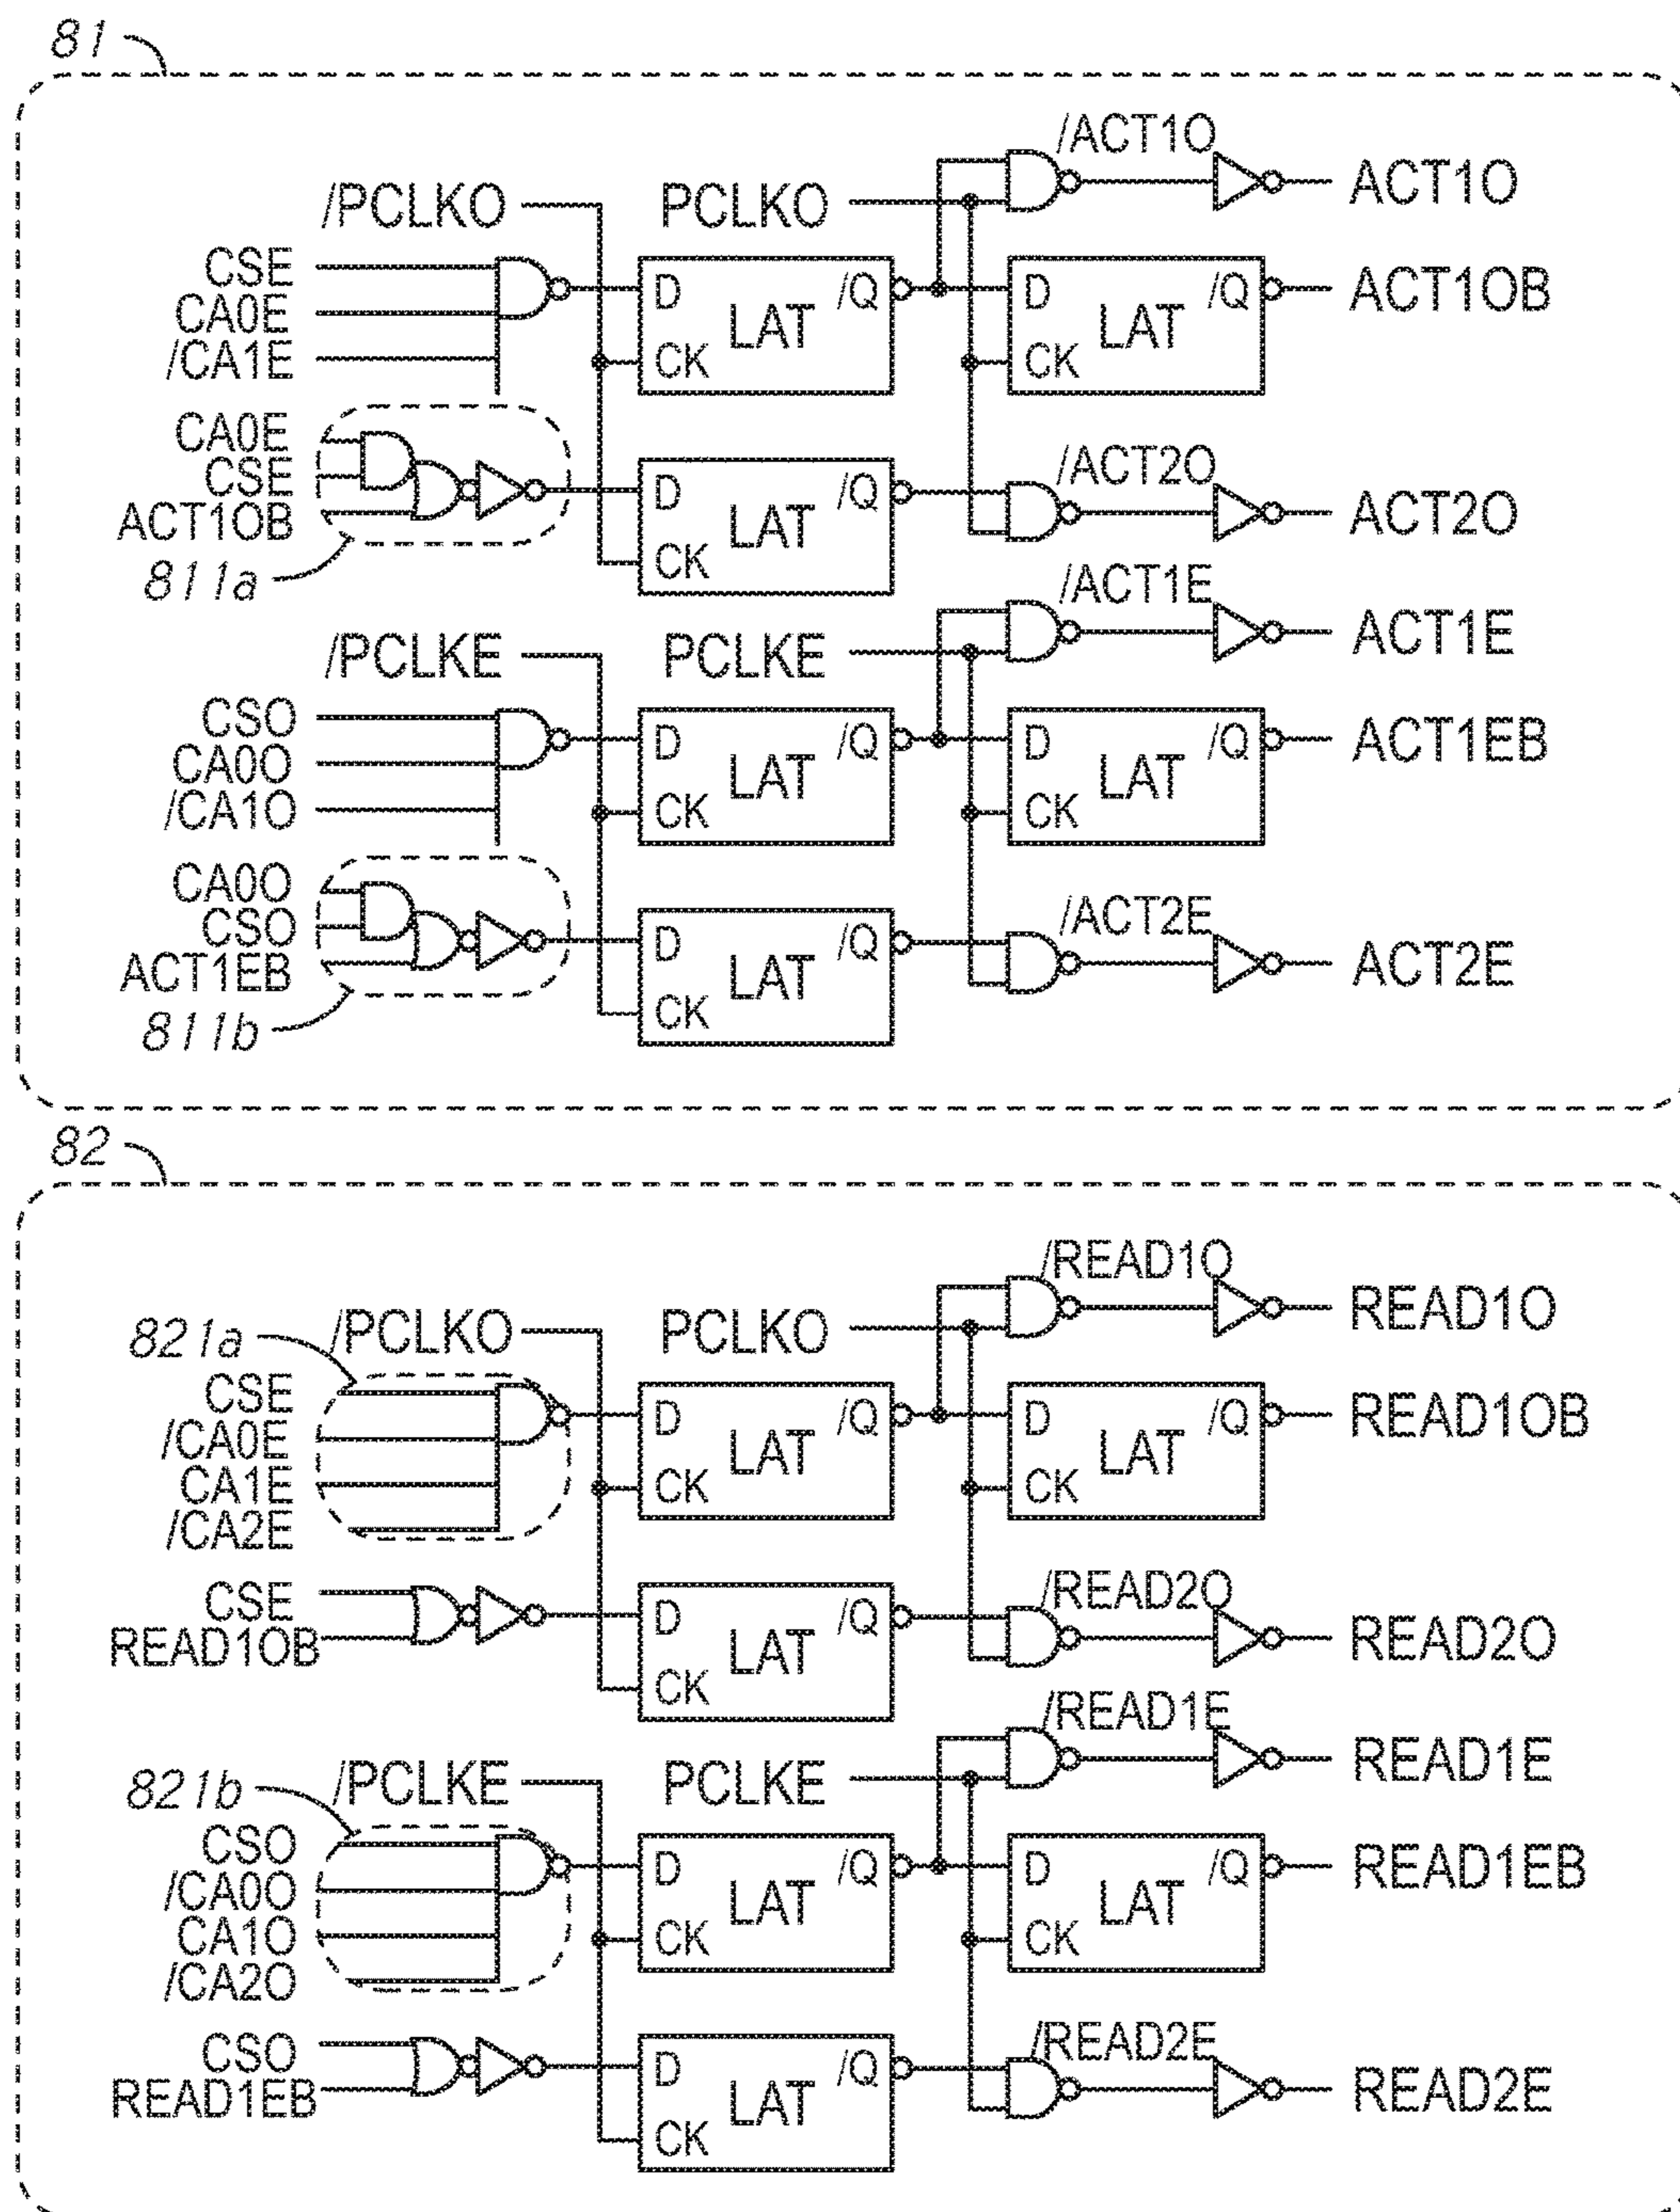 81
/ACT1O
/PCLKO PCLKO ACT1O
CSE
CA0E
/CA1E
D /Q LAT CK
D /Q LAT CK
ACT1OB
CA0E
CSE
ACT1OB
811a
D /Q LAT CK
/ACT2O
ACT2O
/ACT1E
/PCLKE PCLKE ACT1E
CSO
CA0O
/CA1O
D /Q LAT CK
D /Q LAT CK
ACT1EB
CA0O
CSO
ACT1EB
811b
D /Q LAT CK
/ACT2E
ACT2E
82
/READ1O
821a /PCLKO PCLKO READ1O
CSE
/CA0E
CA1E
/CA2E
D /Q LAT CK
D /Q LAT CK
READ1OB
CSE
READ1OB
D /Q LAT CK
/READ2O
READ2O
/READ1E
821b /PCLKE PCLKE READ1E
CSO
/CA0O
CA1O
/CA2O
D /Q LAT CK
D /Q LAT CK
READ1EB
CSO
READ1EB
D /Q LAT CK
/READ2E
READ2E